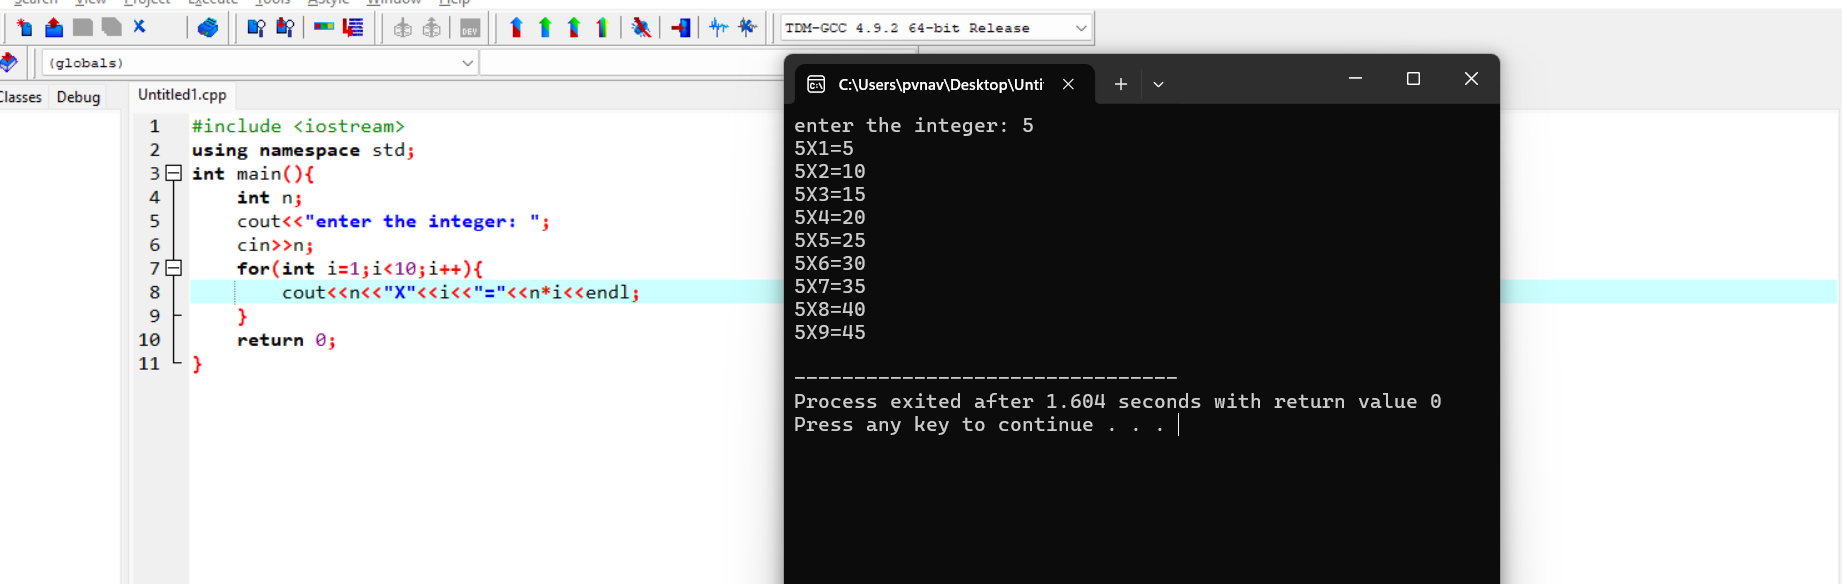 Search View Project Execute Tools AStyle Window Help
DEV
TDM-GCC 4.9.2 64-bit Release
(globals)
Classes Debug
Untitled1.cpp
1 #include <iostream>
2 using namespace std;
3 int main(){
4 int n;
5 cout<<"enter the integer: ";
6 cin>>n;
7 for(int i=1;i<10;i++){
8 cout<<n<<"X"<<i<<"="<<n*i<<endl;
9 }
10 return 0;
11 }
C:\Users\pvnav\Desktop\Unti
enter the integer: 5
5X1=5
5X2=10
5X3=15
5X4=20
5X5=25
5X6=30
5X7=35
5X8=40
5X9=45
--------------------------------
Process exited after 1.604 seconds with return value 0
Press any key to continue . . .